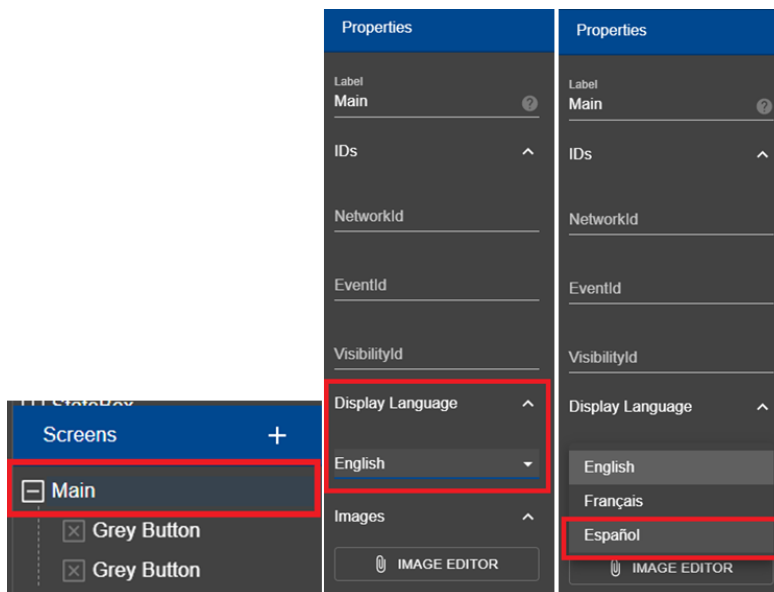 StateBox
Screens +
Main
Grey Button
Grey Button
Properties
Label
Main
IDs
NetworkId
EventId
VisibilityId
Display Language
English
Images
IMAGE EDITOR
Properties
Label
Main
IDs
NetworkId
EventId
VisibilityId
Display Language
English
Français
Español
IMAGE EDITOR